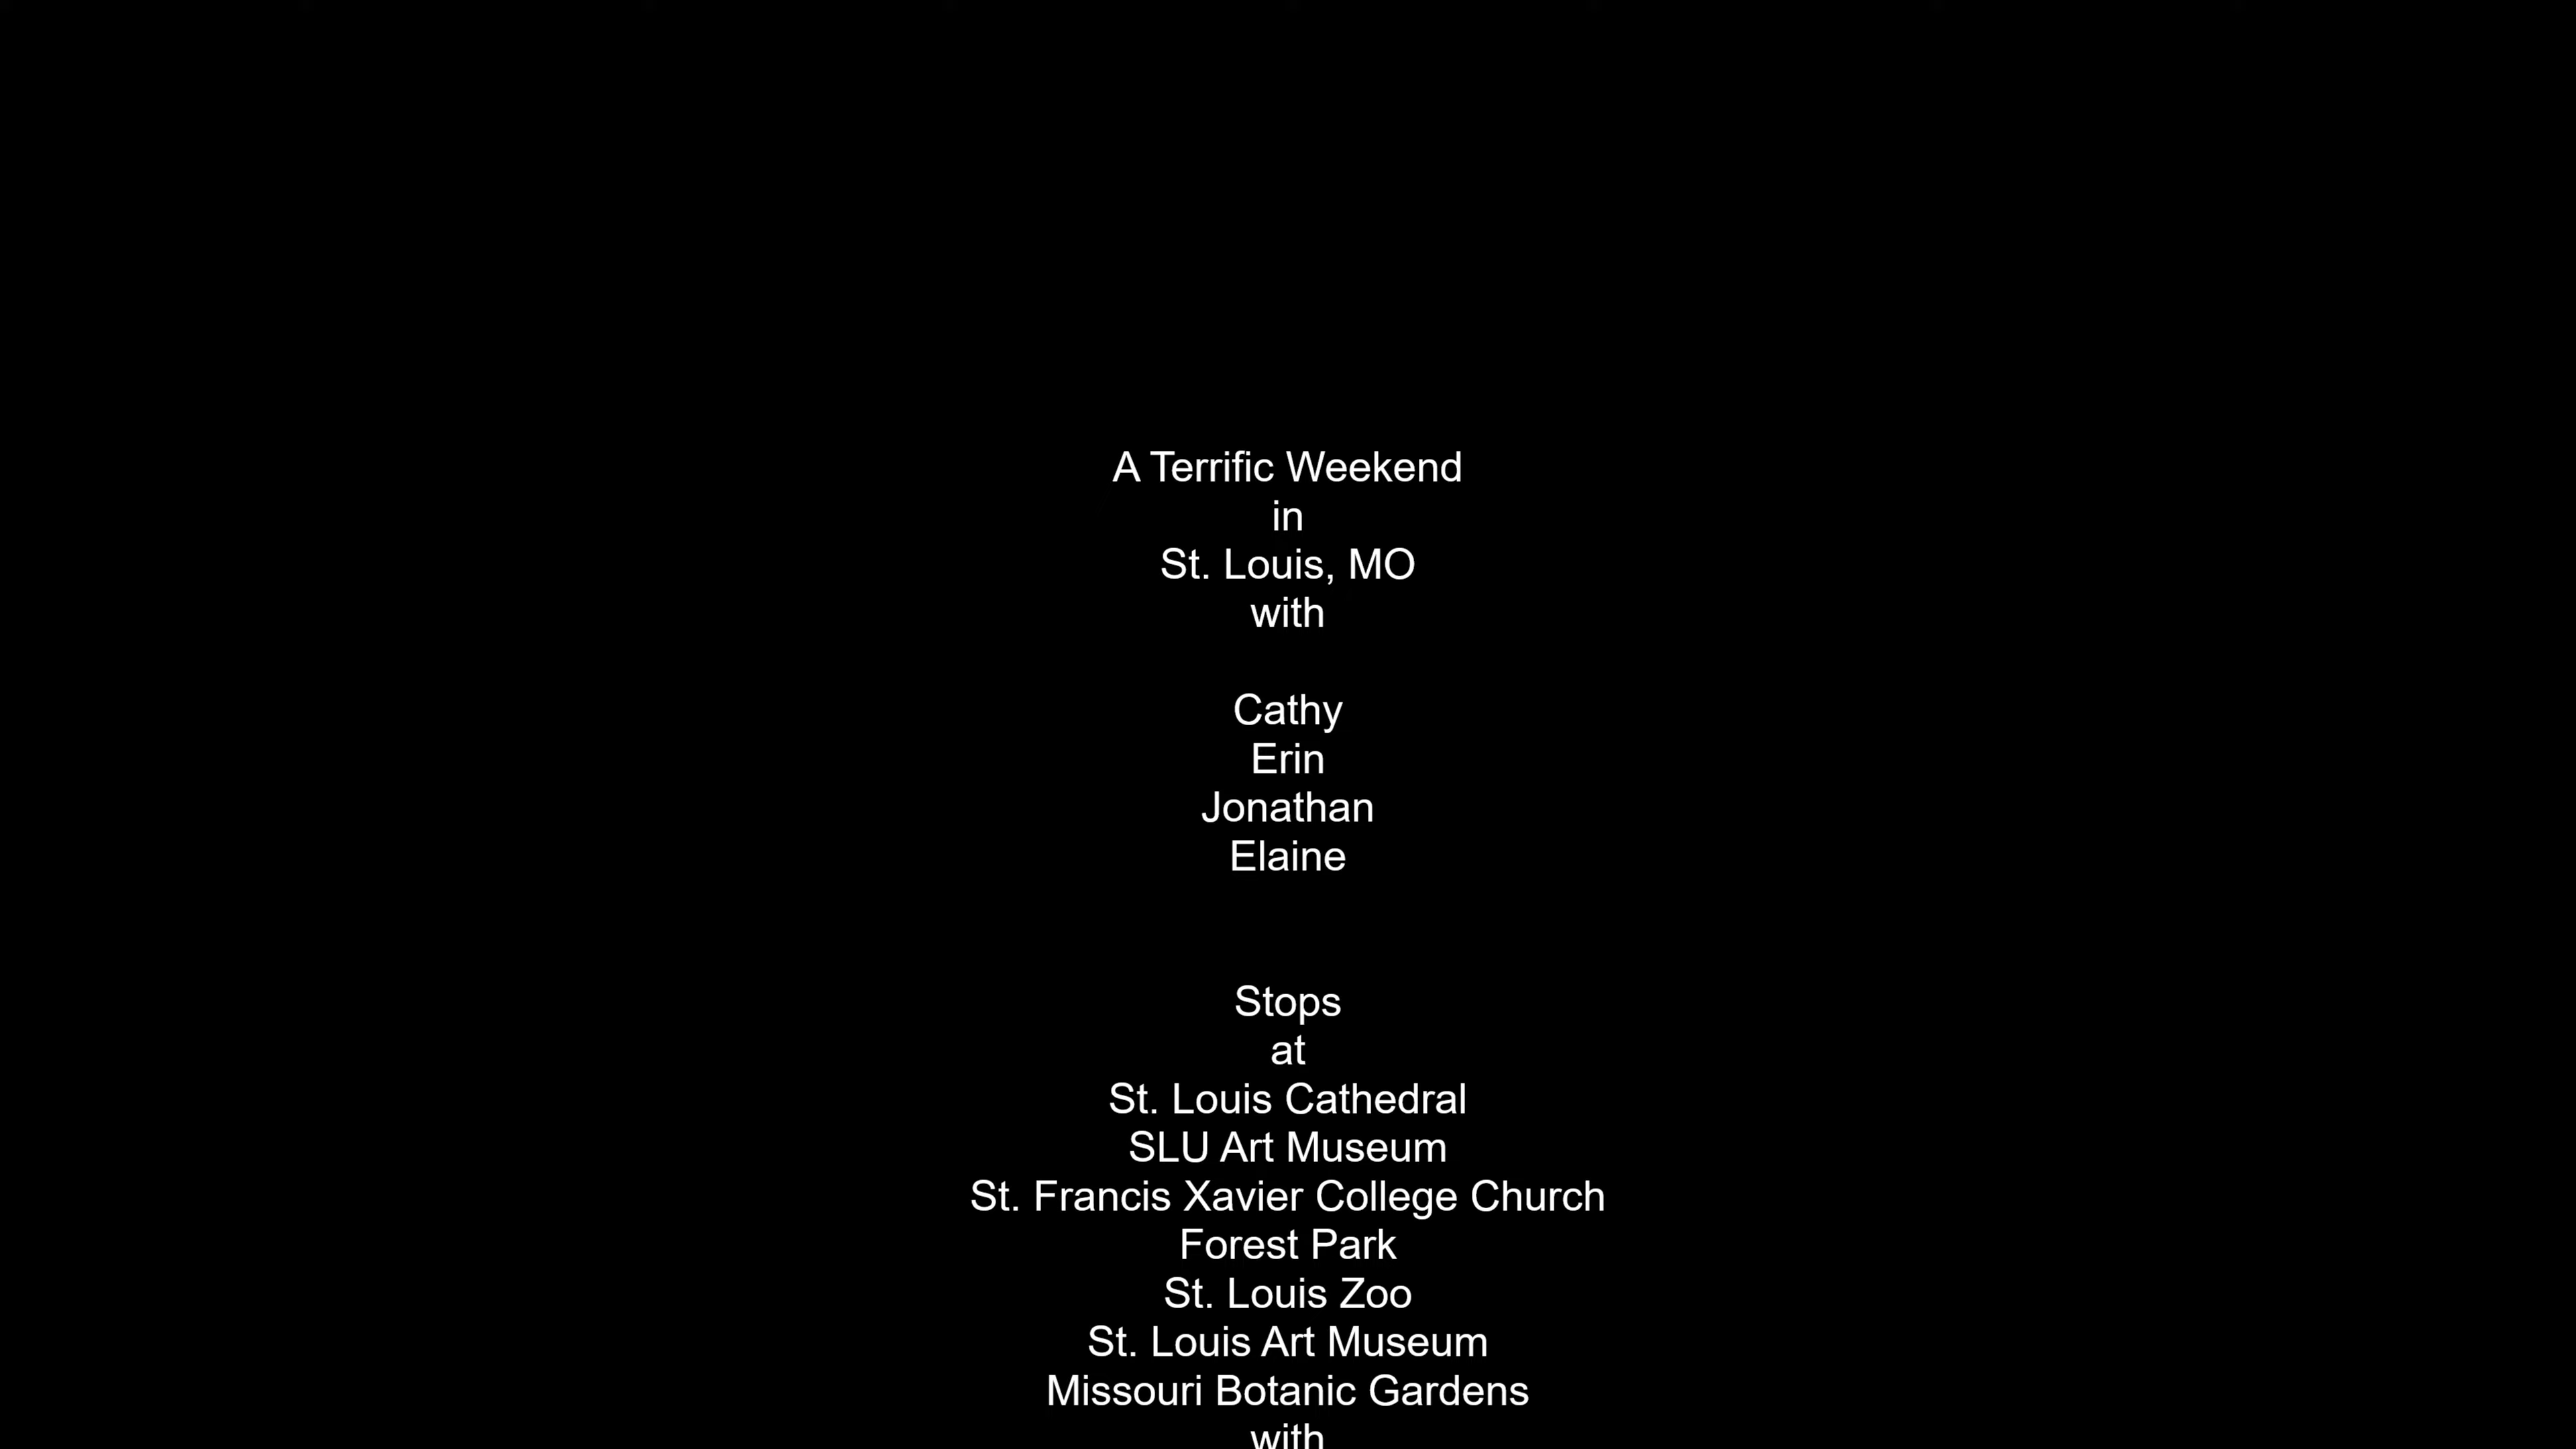 A Terrific Weekend
in
St. Louis, MO
with
Cathy
Erin
Jonathan
Elaine
Stops
at
St. Louis Cathedral
SLU Art Museum
St. Francis Xavier College Church
Forest Park
St. Louis Zoo
St. Louis Art Museum
Missouri Botanic Gardens
with